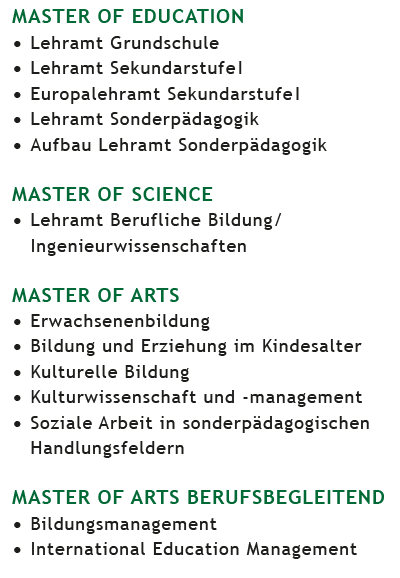 MASTER OF EDUCATION
• Lehramt Grundschule
• Lehramt SekundarstufeI
• Europalehramt SekundarstufeI
• Lehramt Sonderpädagogik
• Aufbau Lehramt Sonderpädagogik
MASTER OF SCIENCE
• Lehramt Berufliche Bildung/
Ingenieurwissenschaften
MASTER OF ARTS
• Erwachsenenbildung
• Bildung und Erziehung im Kindesalter
• Kulturelle Bildung
• Kulturwissenschaft und -management
• Soziale Arbeit in sonderpädagogischen
Handlungsfeldern
MASTER OF ARTS BERUFSBEGLEITEND
• Bildungsmanagement
• International Education Management